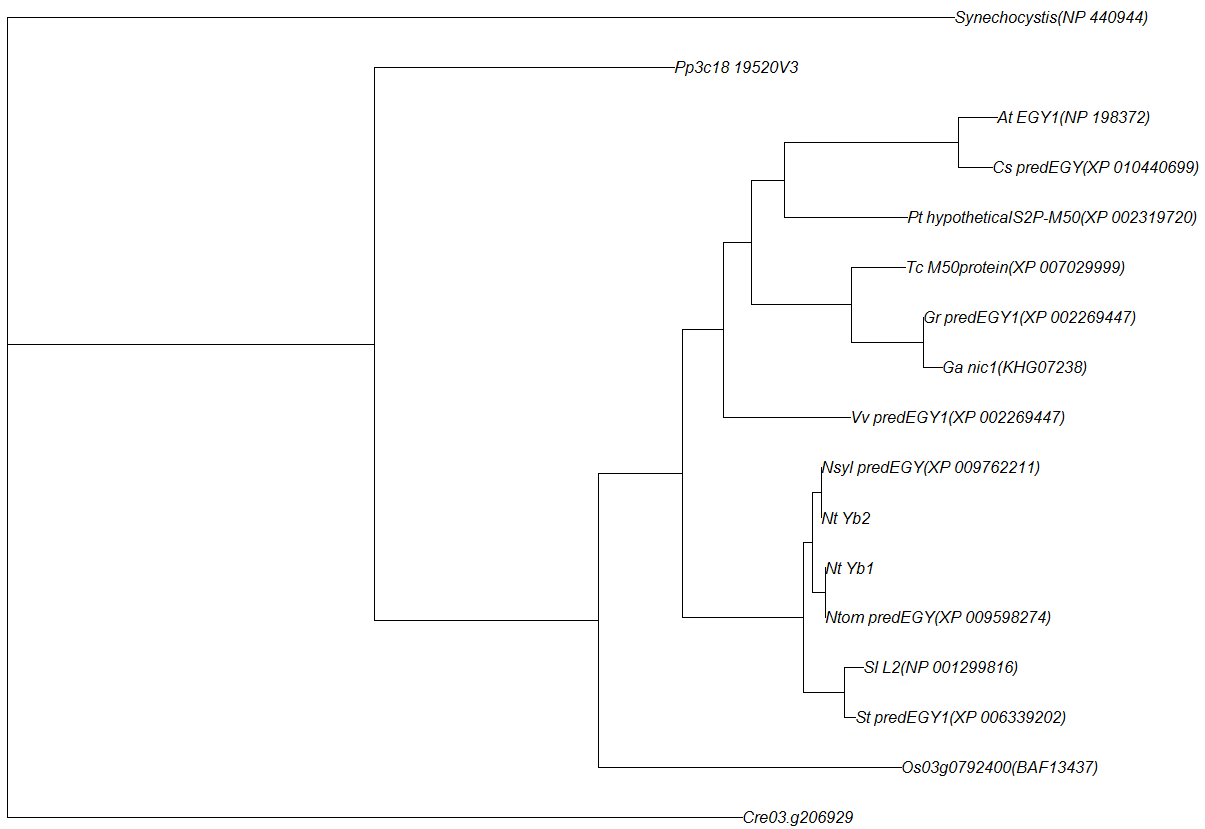 Synechocystis(NP 440944)
Pp3c18 19520V3
At EGY1(NP 198372)
Cs predEGY(XP 010440699)
Pt hypotheticalS2P-M50(XP 002319720)
Tc M50protein(XP 007029999)
Gr predEGY1(XP 002269447)
Ga nic1(KHG07238)
Vv predEGY1(XP 002269447)
Nsyl predEGY(XP 009762211)
Nt Yb2
Nt Yb1
Ntom predEGY(XP 009598274)
Sl L2(NP 001299816)
St predEGY1(XP 006339202)
Os03g0792400(BAF13437)
Cre03.g206929